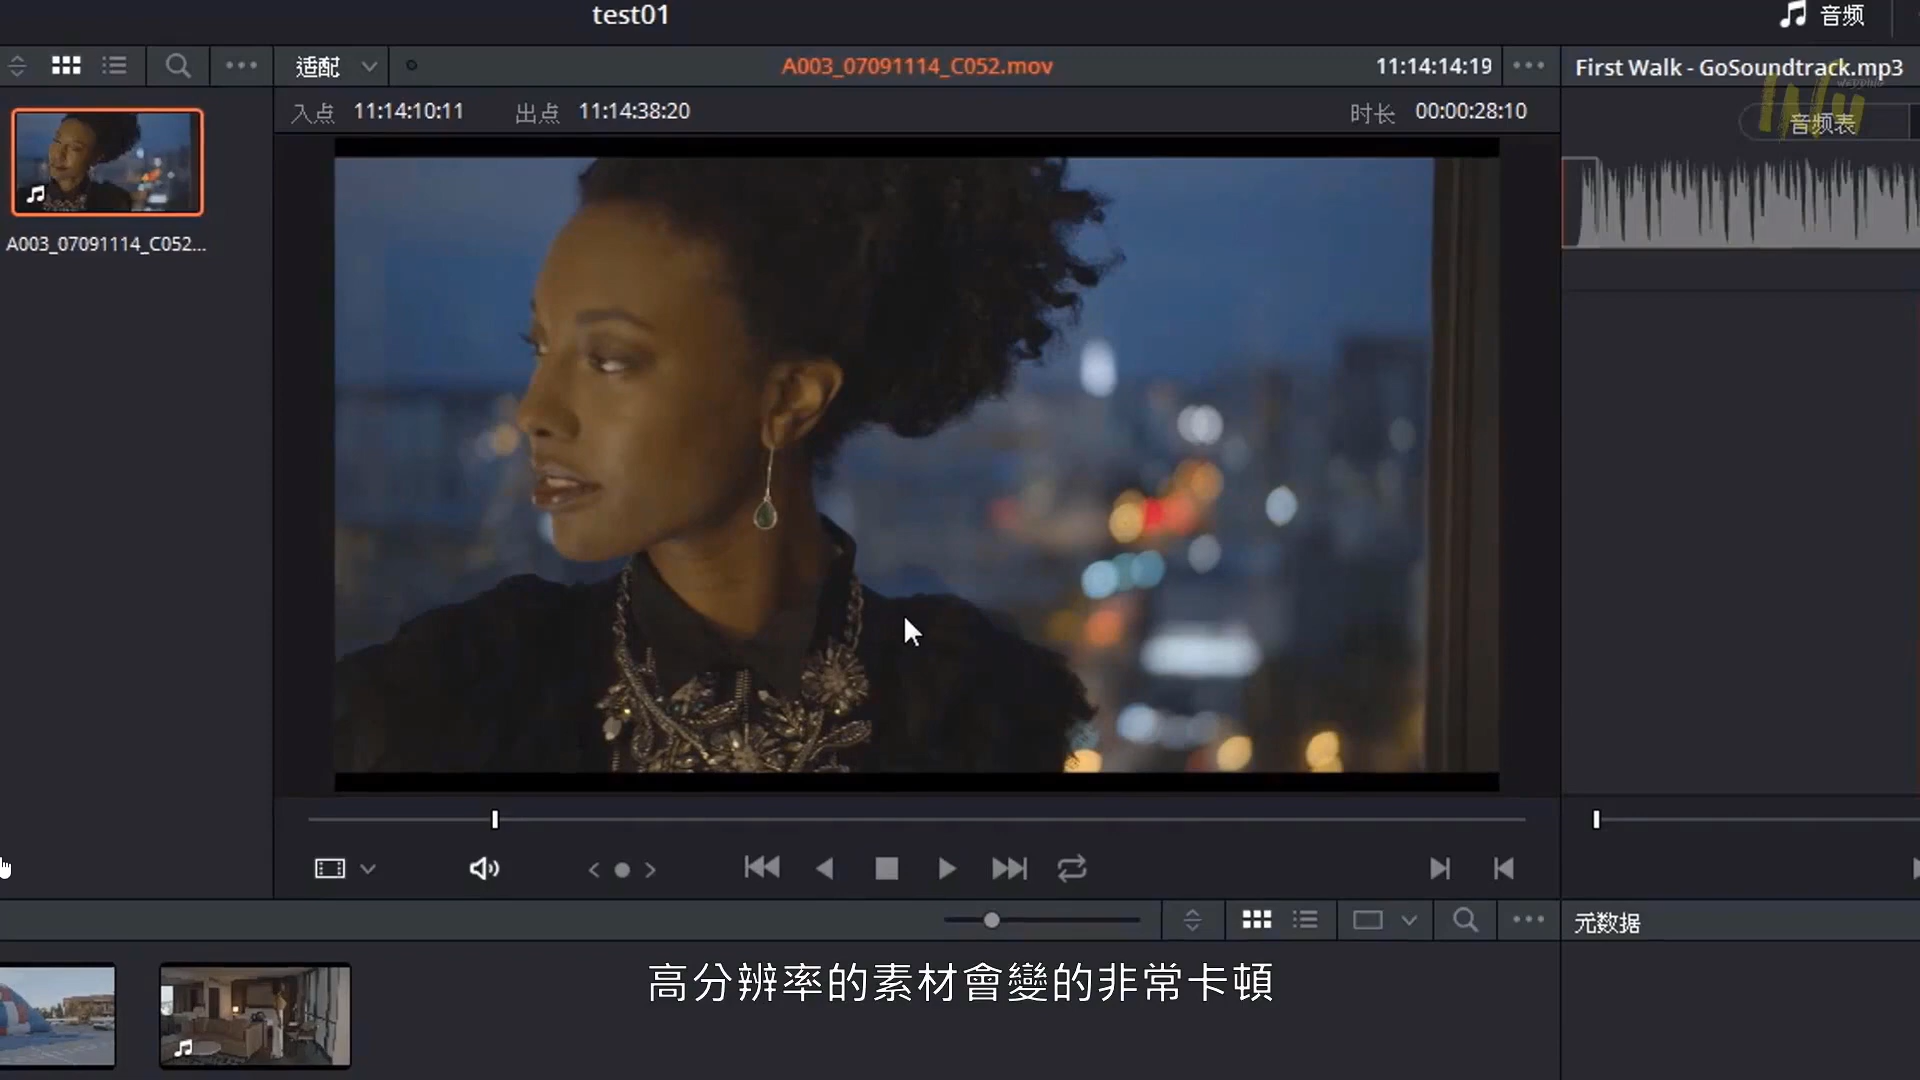 test01
音频
适配
A003_07091114_C052.mov
11:14:14:19
First Walk - GoSoundtrack.mp3
入点 11:14:10:11
出点 11:14:38:20
时长 00:00:28:10
WEDDING
音频表
A003_07091114_C052...
元数据
高分辨率的素材會變的非常卡頓